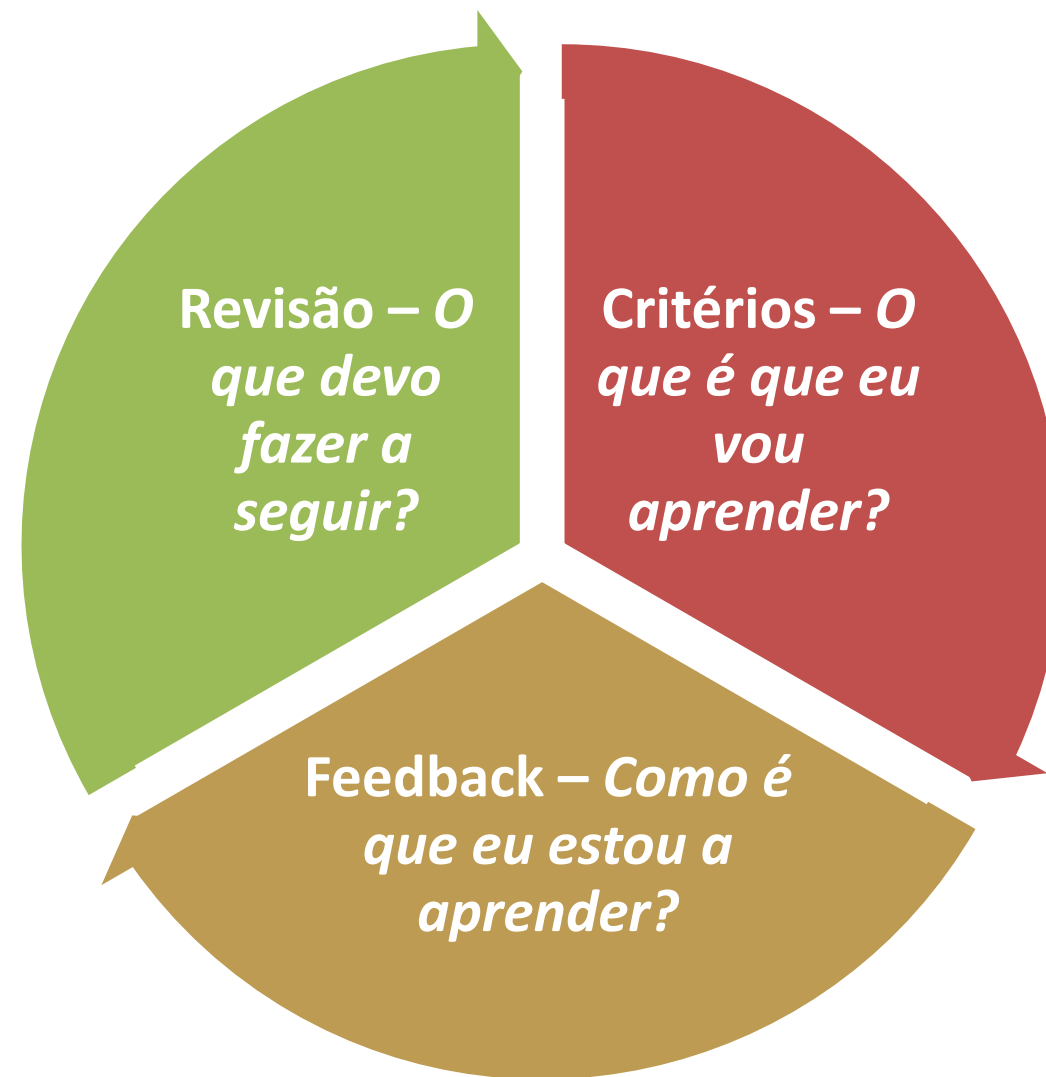 Revisão – O
que devo
fazer a
seguir?
Critérios – O
que é que eu
vou
aprender?
Feedback – Como é
que eu estou a
aprender?